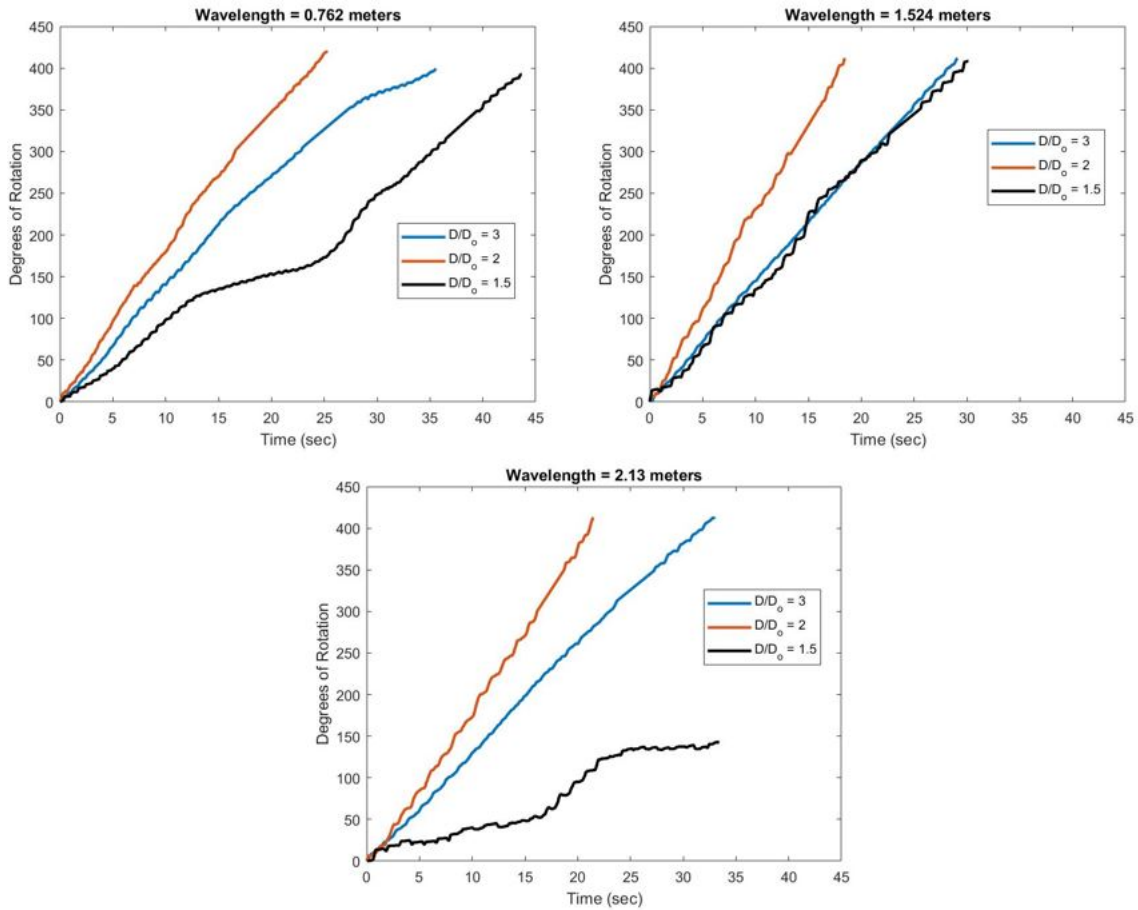 Wavelength = 0.762 meters
450
400
350
300
250
200
150
100
50
0
Degrees of Rotation
D/Do = 3
D/Do = 2
D/Do = 1.5
0 5 10 15 20 25 30 35 40 45
Time (sec)
Wavelength = 1.524 meters
450
400
350
300
250
200
150
100
50
0
Degrees of Rotation
D/Do = 3
D/Do = 2
D/Do = 1.5
0 5 10 15 20 25 30 35 40 45
Time (sec)
Wavelength = 2.13 meters
450
400
350
300
250
200
150
100
50
0
Degrees of Rotation
D/Do = 3
D/Do = 2
D/Do = 1.5
0 5 10 15 20 25 30 35 40 45
Time (sec)